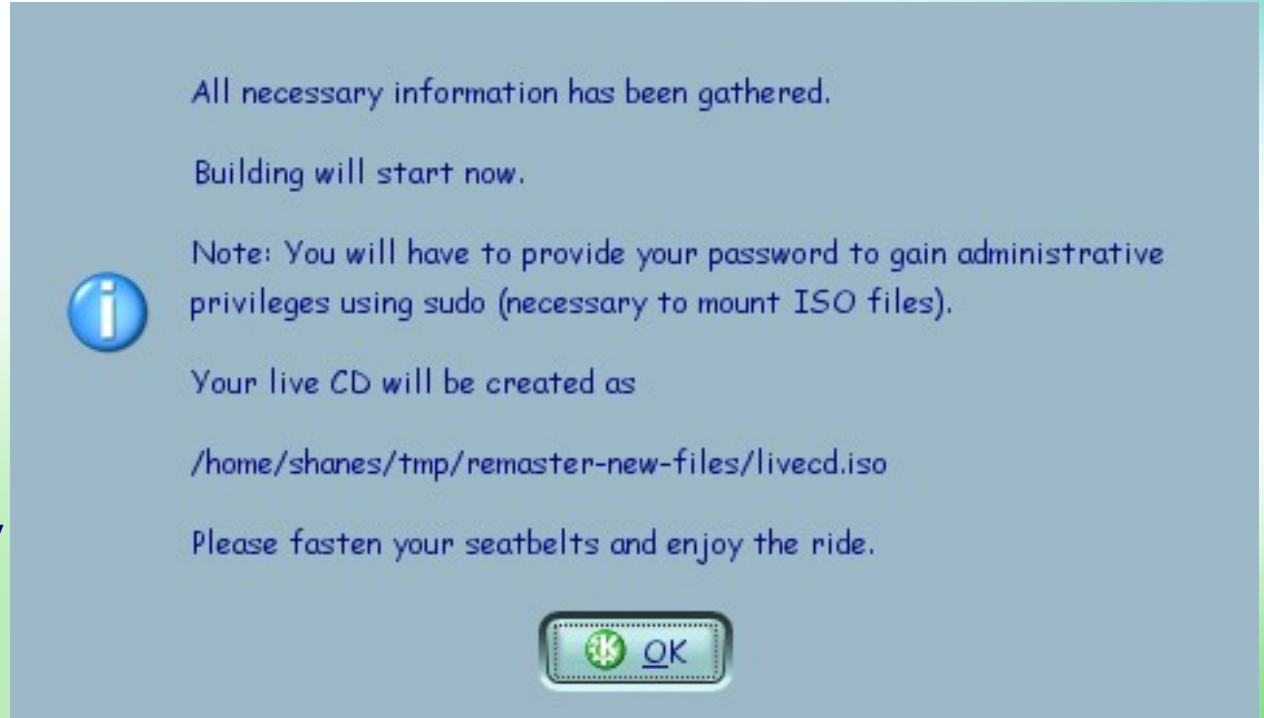 All necessary information has been gathered.
Building will start now.
Note: You will have to provide your password to gain administrative
privileges using sudo (necessary to mount ISO files).
Your live CD will be created as
/home/shanes/tmp/remaster-new-files/livecd.iso
Please fasten your seatbelts and enjoy the ride.
OK